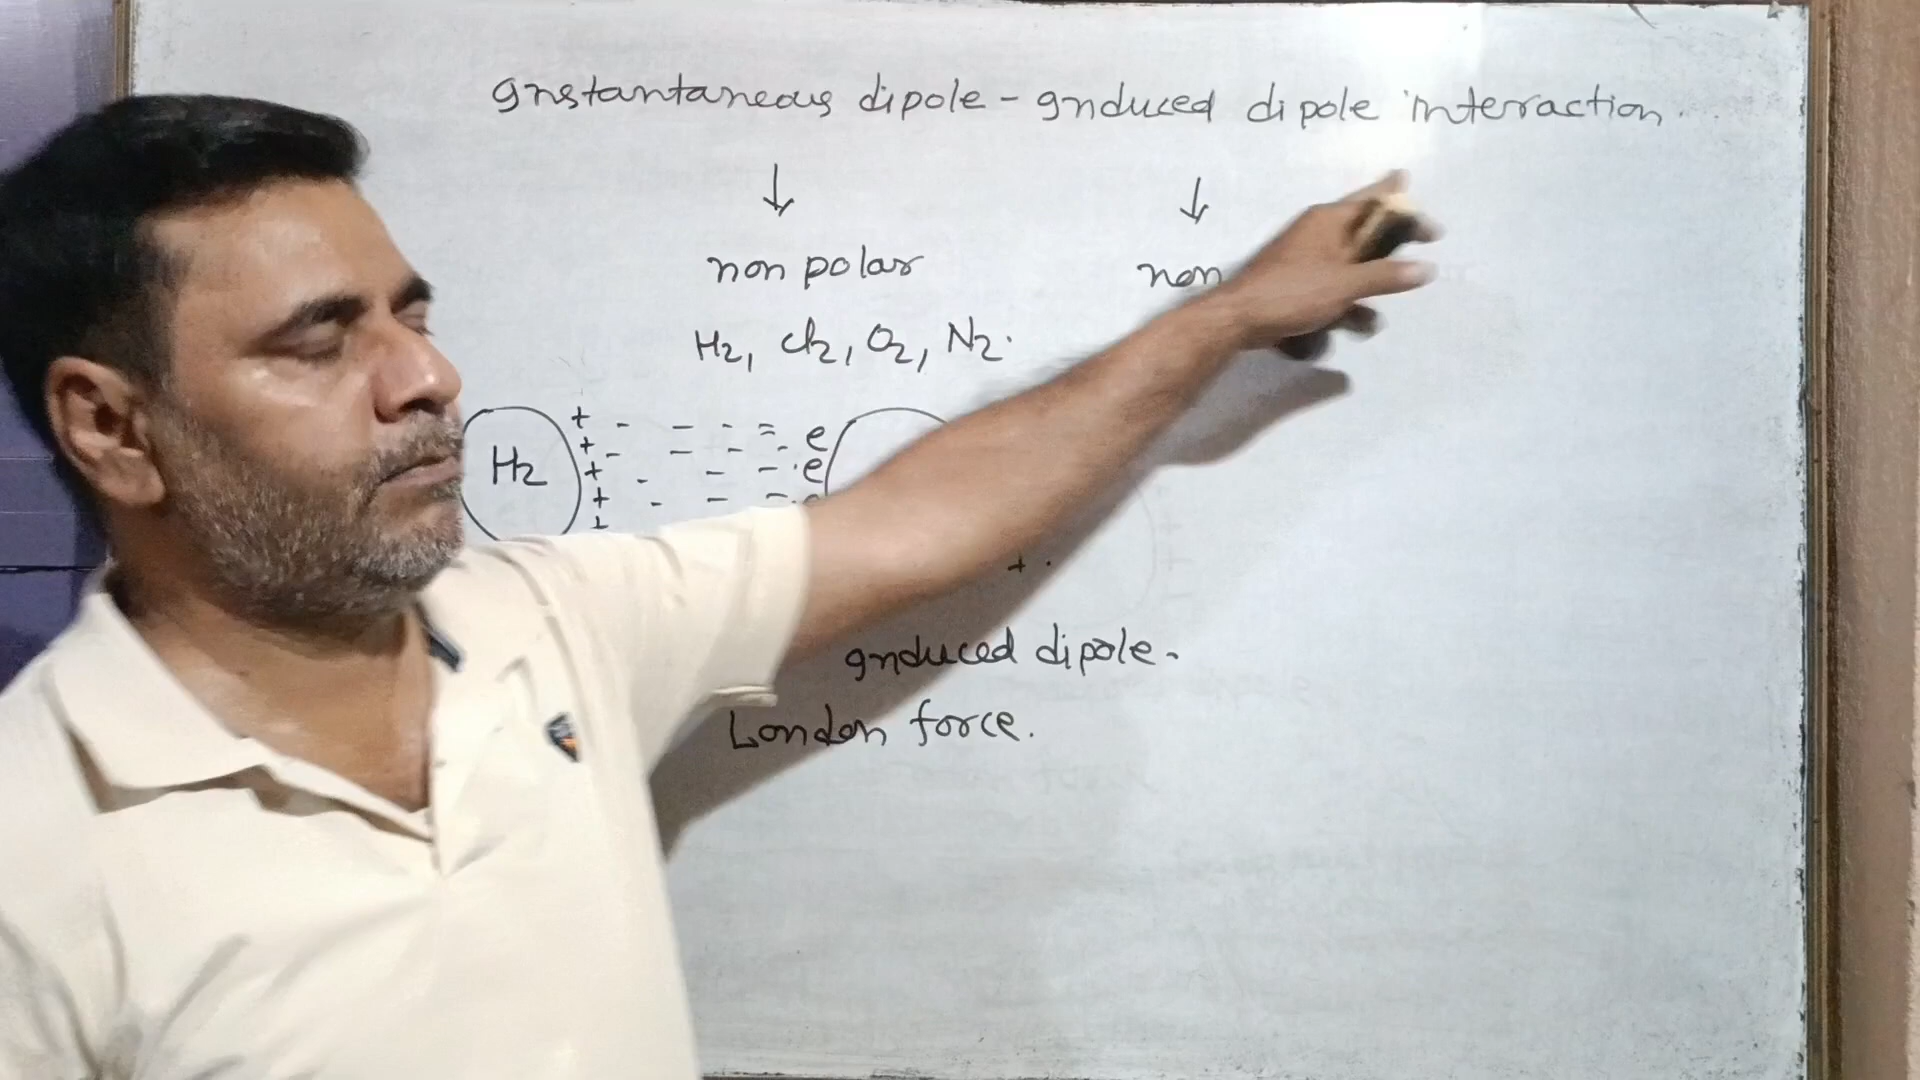 Instantaneous dipole - Induced dipole interaction.
↓ ↓
non polar non
H2, Cl2, O2, N2.
H2 + - - - = e
+ - - - - e
+ - - -
+ - - -
+ .
Induced dipole.
London force.